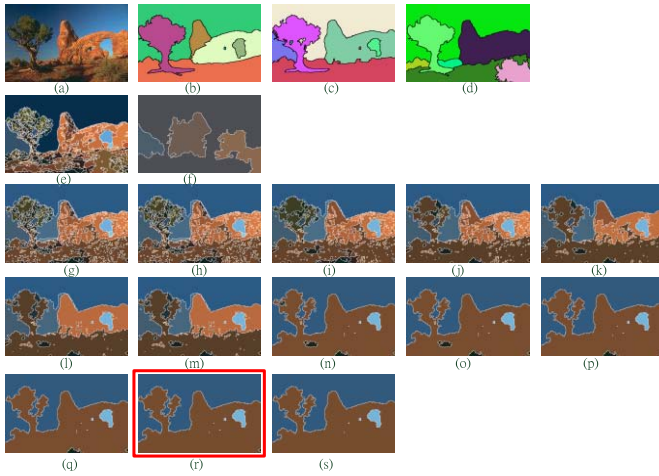 (a) (b) (c) (d)
(e) (f)
(g) (h) (i) (j) (k)
(l) (m) (n) (o) (p)
(q) (r) (s)